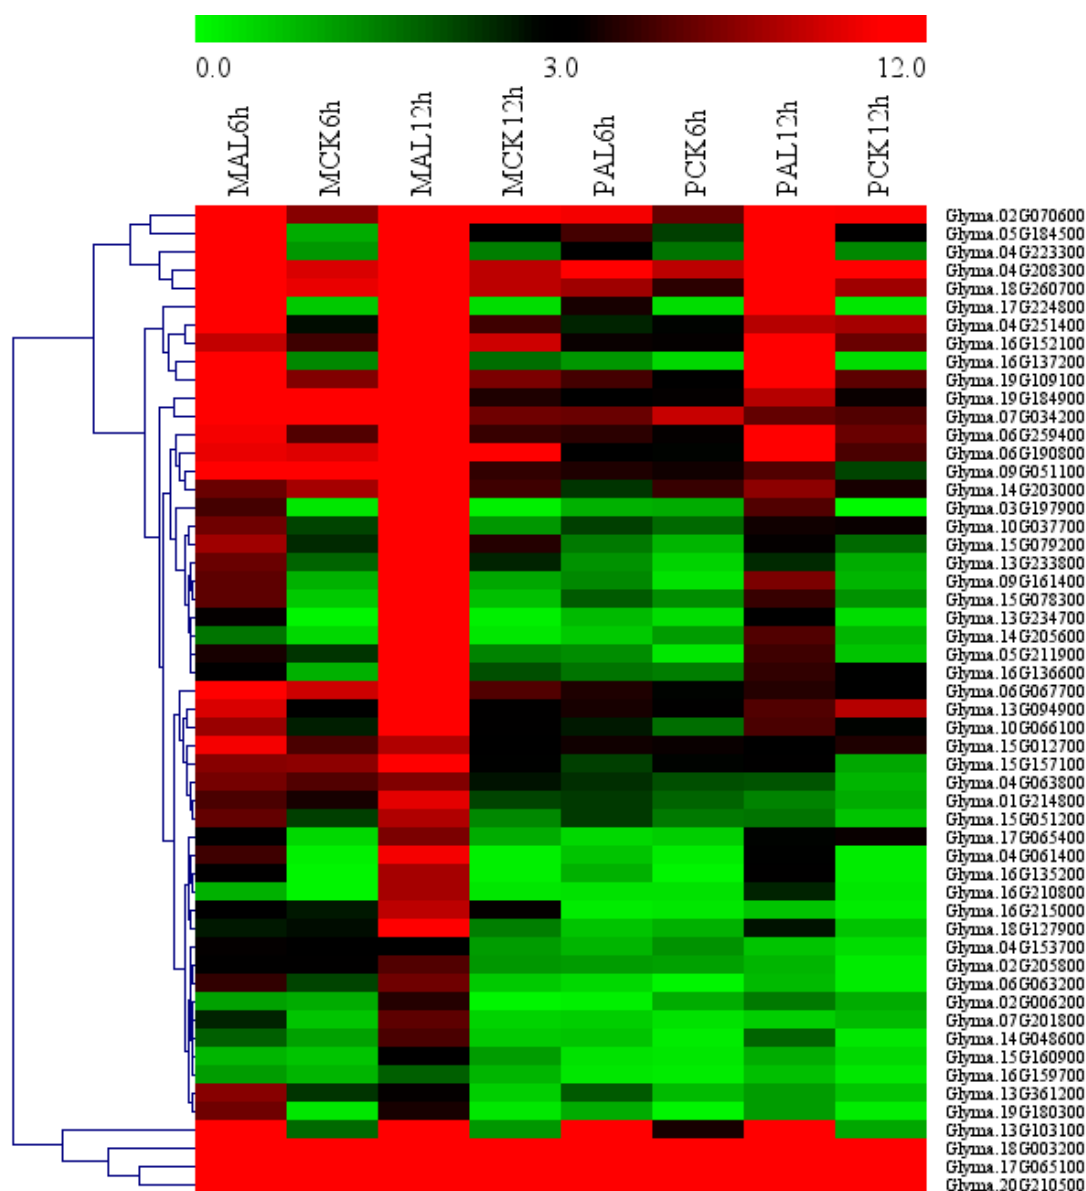 0.0 3.0 12.0
MAL6h MCK6h MAL12h MCK12h PAL6h PCK6h PAL12h PCK12h
Glyma.02G070600
Glyma.05G184500
Glyma.04G223300
Glyma.04G208300
Glyma.18G260700
Glyma.17G224800
Glyma.04G251400
Glyma.16G152100
Glyma.16G137200
Glyma.19G109100
Glyma.19G184900
Glyma.07G034200
Glyma.06G259400
Glyma.06G190800
Glyma.09G051100
Glyma.14G203000
Glyma.03G197900
Glyma.10G037700
Glyma.15G079200
Glyma.13G233800
Glyma.09G161400
Glyma.15G078300
Glyma.13G234700
Glyma.14G205600
Glyma.05G211900
Glyma.16G136600
Glyma.06G067700
Glyma.13G094900
Glyma.10G066100
Glyma.15G012700
Glyma.15G157100
Glyma.04G063800
Glyma.01G214800
Glyma.15G051200
Glyma.17G065400
Glyma.04G061400
Glyma.16G135200
Glyma.16G210800
Glyma.16G215000
Glyma.18G127900
Glyma.04G153700
Glyma.02G205800
Glyma.06G063200
Glyma.02G006200
Glyma.07G201800
Glyma.14G048600
Glyma.15G160900
Glyma.16G159700
Glyma.13G361200
Glyma.19G180300
Glyma.13G103100
Glyma.18G003200
Glyma.17G065100
Glyma.20G210500